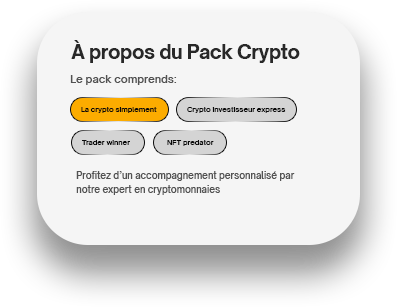 À propos du Pack Crypto
Le pack comprends:
La crypto simplement
Crypto investisseur express
Trader winner
NFT predator
Profitez d'un accompagnement personnalisé par
notre expert en cryptomonnaies